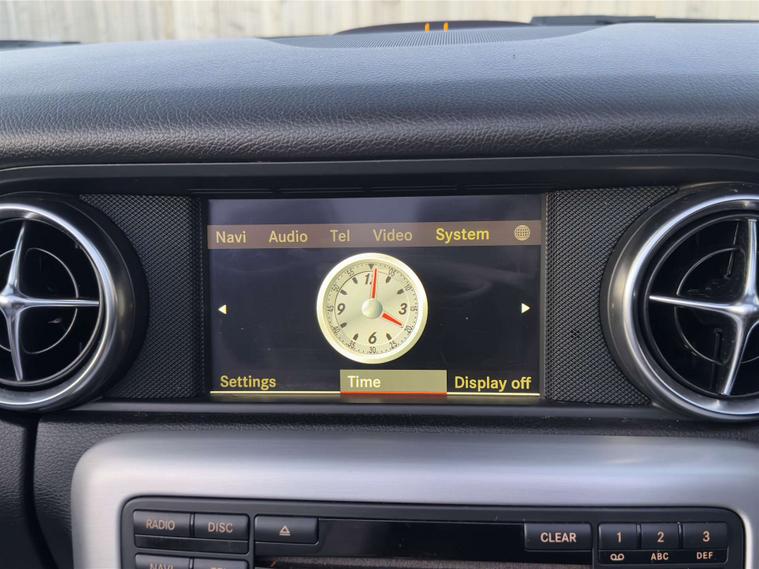 Navi Audio Tel Video System
12
9 3
6
Settings Time Display off
RADIO DISC CLEAR 1 2 3
ABC DEF
NAVI